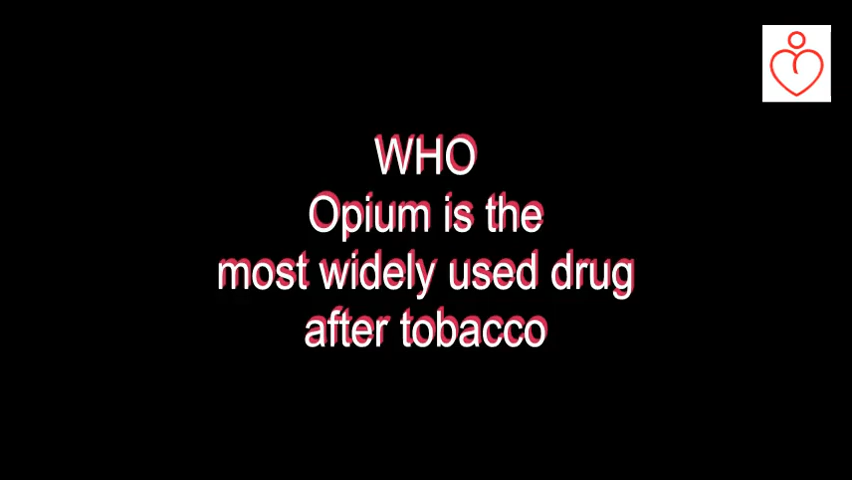 WHO
Opium is the
most widely used drug
after tobacco